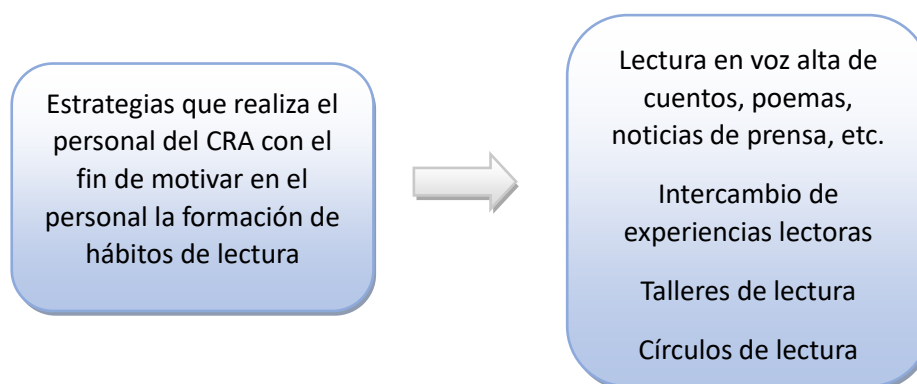 Estrategias que realiza el
personal del CRA con el
fin de motivar en el
personal la formación de
hábitos de lectura
Lectura en voz alta de
cuentos, poemas,
noticias de prensa, etc.
Intercambio de
experiencias lectoras
Talleres de lectura
Círculos de lectura